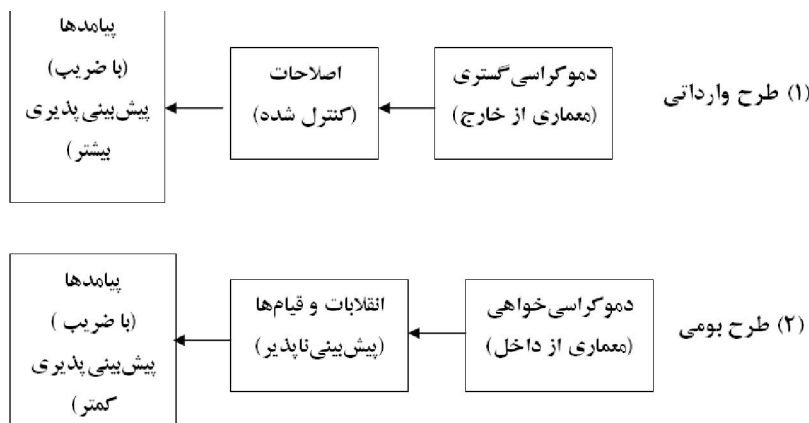 (۱) طرح وارداتی
دموکراسی‌گستری
(معماری از خارج)
اصلاحات
(کنترل شده)
پیامدها
(با ضریب)
پیش‌بینی‌پذیری
بیشتر)
(۲) طرح بومی
دموکراسی‌خواهی
(معماری از داخل)
انقلابات و قیام‌ها
(پیش‌بینی‌ناپذیر)
پیامدها
(با ضریب )
پیش‌بینی‌پذیری
کمتر)